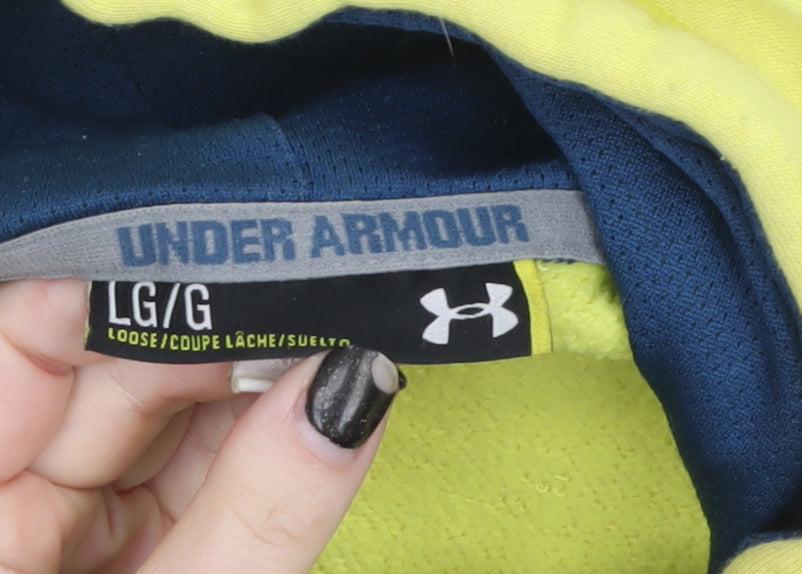 UNDER ARMOUR
LG/G
LOOSE/COUPE LÂCHE/SUELTO